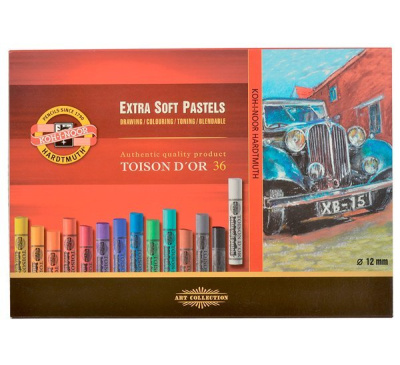 PENCILS SINCE 1790
KOH-I-NOOR
HARDTMUTH
EXTRA SOFT PASTELS
DRAWING / COLOURING / TONING / BLENDABLE
Authentic quality product
TOISON D'OR 36
KOH-I-NOOR HARDTMUTH
XB-15
ART COLLECTION
ø 12 mm